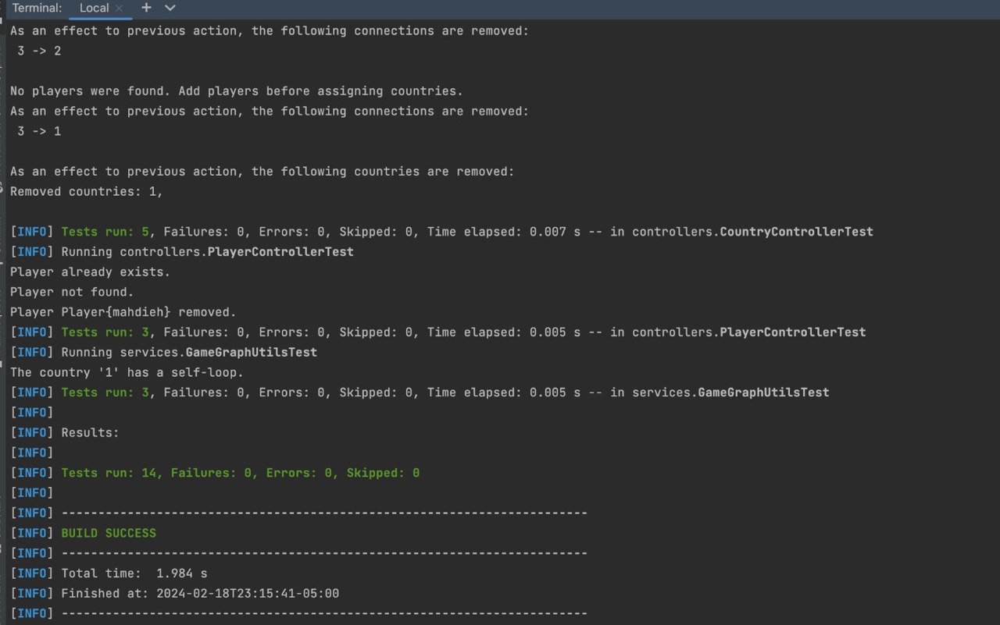 Terminal: Local × + ⌄
As an effect to previous action, the following connections are removed:
3 -> 2
No players were found. Add players before assigning countries.
As an effect to previous action, the following connections are removed:
3 -> 1
As an effect to previous action, the following countries are removed:
Removed countries: 1,
[INFO] Tests run: 5, Failures: 0, Errors: 0, Skipped: 0, Time elapsed: 0.007 s -- in controllers.CountryControllerTest
[INFO] Running controllers.PlayerControllerTest
Player already exists.
Player not found.
Player Player{mahdieh} removed.
[INFO] Tests run: 3, Failures: 0, Errors: 0, Skipped: 0, Time elapsed: 0.005 s -- in controllers.PlayerControllerTest
[INFO] Running services.GameGraphUtilsTest
The country '1' has a self-loop.
[INFO] Tests run: 3, Failures: 0, Errors: 0, Skipped: 0, Time elapsed: 0.005 s -- in services.GameGraphUtilsTest
[INFO]
[INFO] Results:
[INFO]
[INFO] Tests run: 14, Failures: 0, Errors: 0, Skipped: 0
[INFO]
[INFO] ------------------------------------------------------------------------
[INFO] BUILD SUCCESS
[INFO] ------------------------------------------------------------------------
[INFO] Total time:  1.984 s
[INFO] Finished at: 2024-02-18T23:15:41-05:00
[INFO] ------------------------------------------------------------------------